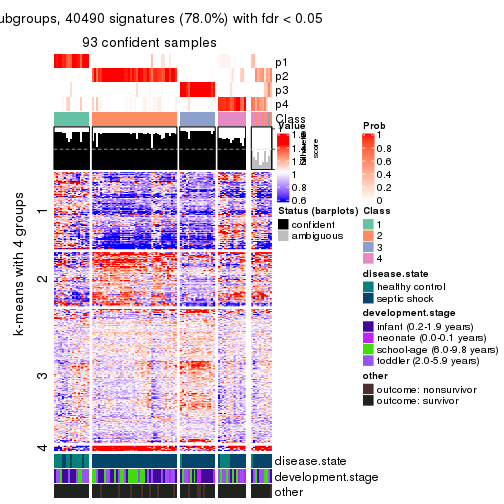 ubgroups, 40490 signatures (78.0%) with fdr < 0.05
93 confident samples
p1
p2
p3
p4
Class
k-means with 4 groups
1
2
3
4
disease.state
development.stage
other
Value
1
0.8
0.6
Silhouette
score
Status (barplots)
confident
ambiguous
Prob
1
0.8
0.6
0.4
0.2
0
Class
1
2
3
4
disease.state
healthy control
septic shock
development.stage
infant (0.2-1.9 years)
neonate (0.0-0.1 years)
school-age (6.0-9.8 years)
toddler (2.0-5.9 years)
other
outcome: nonsurvivor
outcome: survivor